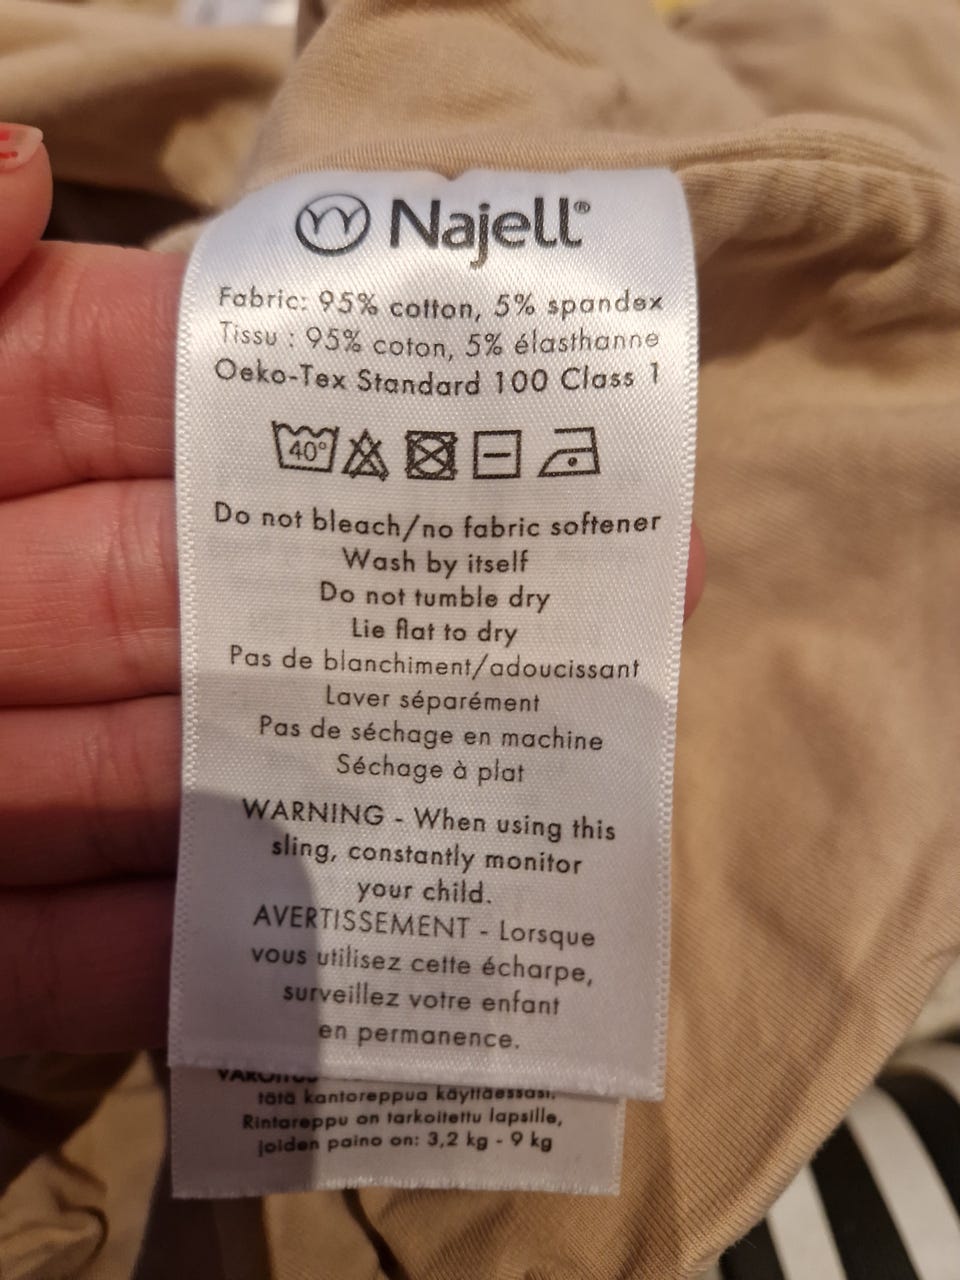 Najell®
Fabric: 95% cotton, 5% spandex
Tissu : 95% coton, 5% élasthanne
Oeko-Tex Standard 100 Class 1
40°
Do not bleach/no fabric softener
Wash by itself
Do not tumble dry
Lie flat to dry
Pas de blanchiment/adoucissant
Laver séparément
Pas de séchage en machine
Séchage à plat
WARNING - When using this
sling, constantly monitor
your child.
AVERTISSEMENT - Lorsque
vous utilisez cette écharpe,
surveillez votre enfant
en permanence.
tätä kantoreppua käyttäessäsi.
Rintareppu on tarkoitettu lapsille,
joiden paino on: 3,2 kg - 9 kg